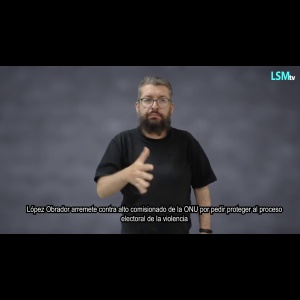 LSMtv
López Obrador arremete contra alto comisionado de la ONU por pedir proteger al proceso
electoral de la violencia